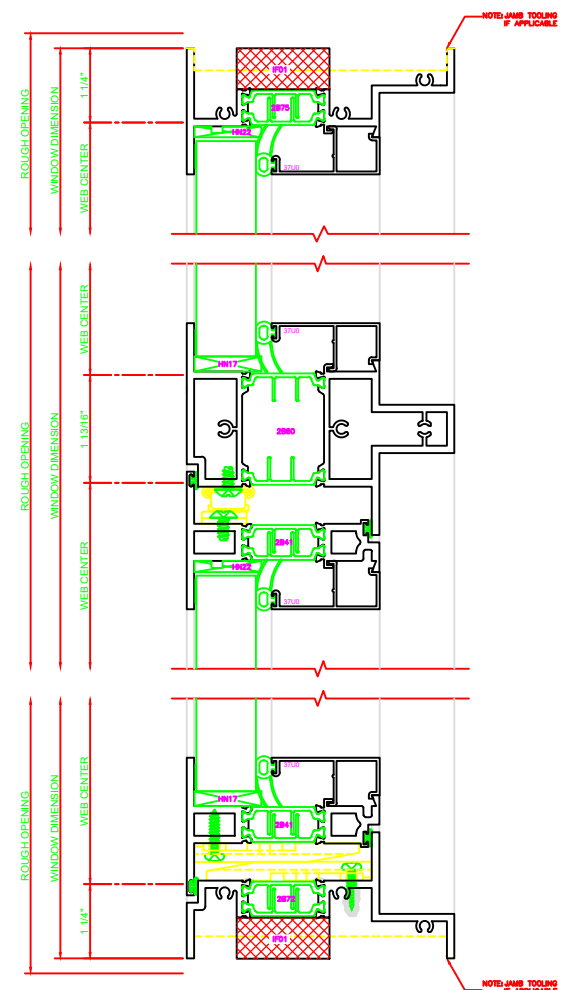 NOTE: JAMB TOOLING
IF APPLICABLE
ROUGH OPENING
WINDOW DIMENSION
1 1/4"
WEB CENTER
IF01
2B75
HN22
37U0
ROUGH OPENING
WINDOW DIMENSION
WEB CENTER
1 13/16"
WEB CENTER
37U0
HN17
2B60
2B41
HN22
37U0
ROUGH OPENING
WINDOW DIMENSION
WEB CENTER
1 1/4"
37U0
HN17
2B41
2B72
IF01
NOTE: JAMB TOOLING
IF APPLICABLE